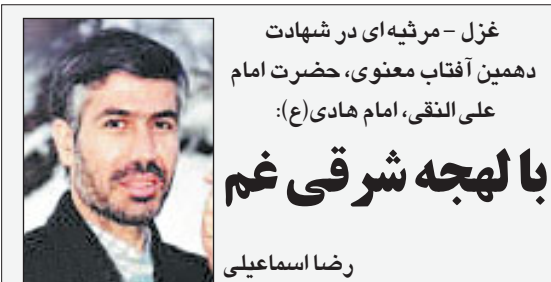 غزل - مرثیه‌ای در شهادت
دهمین آفتاب معنوی، حضرت امام
علی النقی، امام هادی(ع):
با لهجه شرقی غم
رضا اسماعیلی